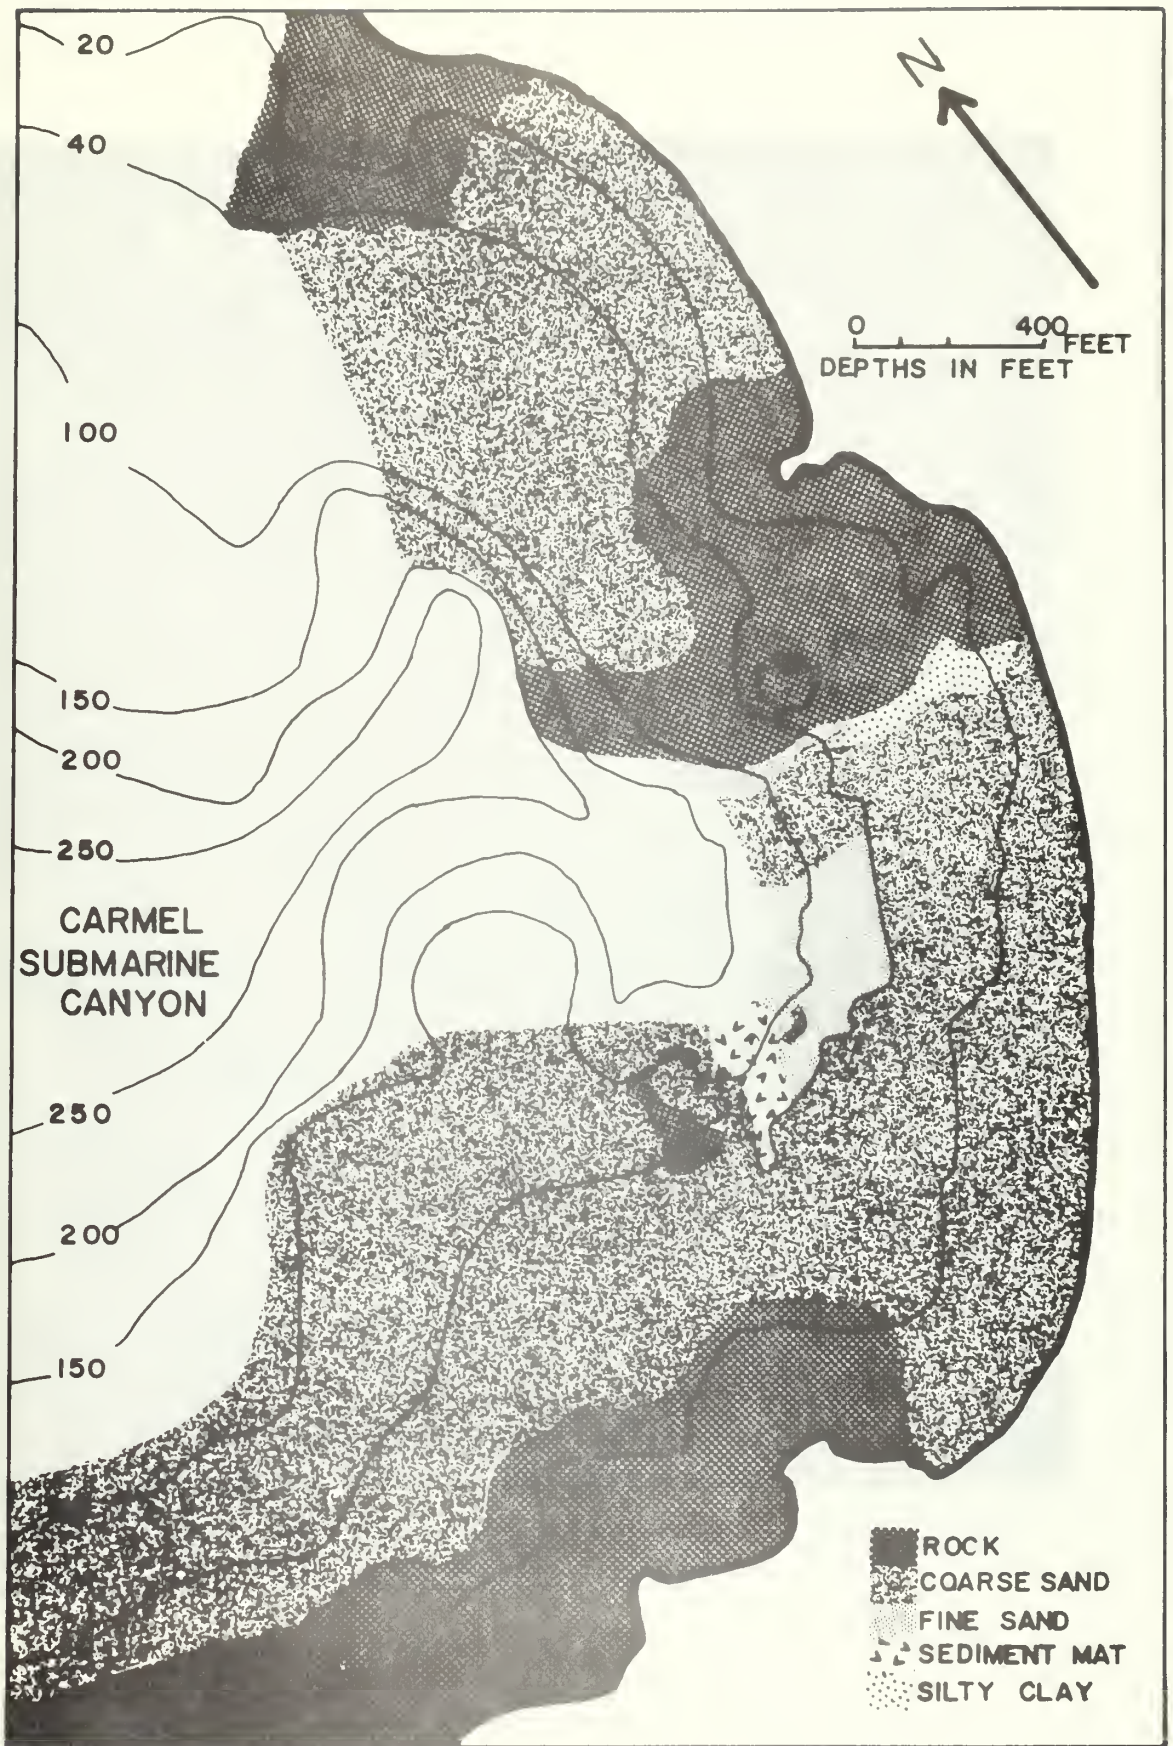 20
N
40
0 400 FEET
DEPTHS IN FEET
100
150
200
250
CARMEL
SUBMARINE
CANYON
250
200
150
ROCK
COARSE SAND
FINE SAND
SEDIMENT MAT
SILTY CLAY